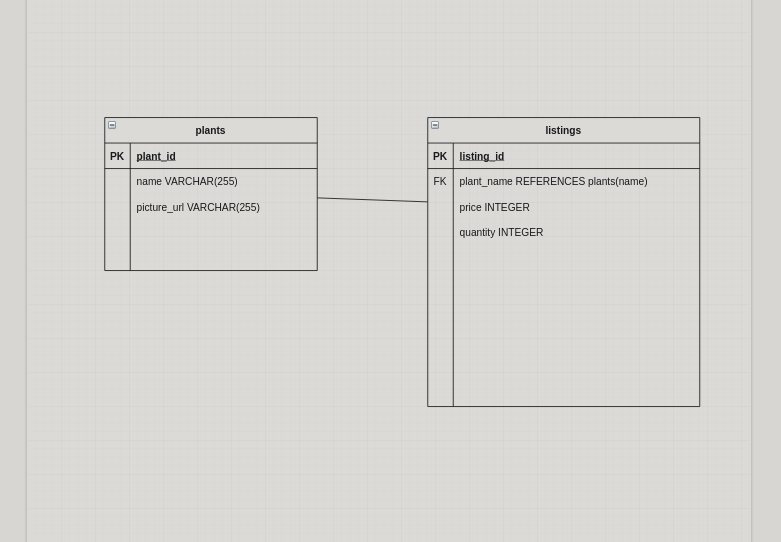 plants
PK plant_id
name VARCHAR(255)
picture_url VARCHAR(255)
listings
PK listing_id
FK plant_name REFERENCES plants(name)
price INTEGER
quantity INTEGER